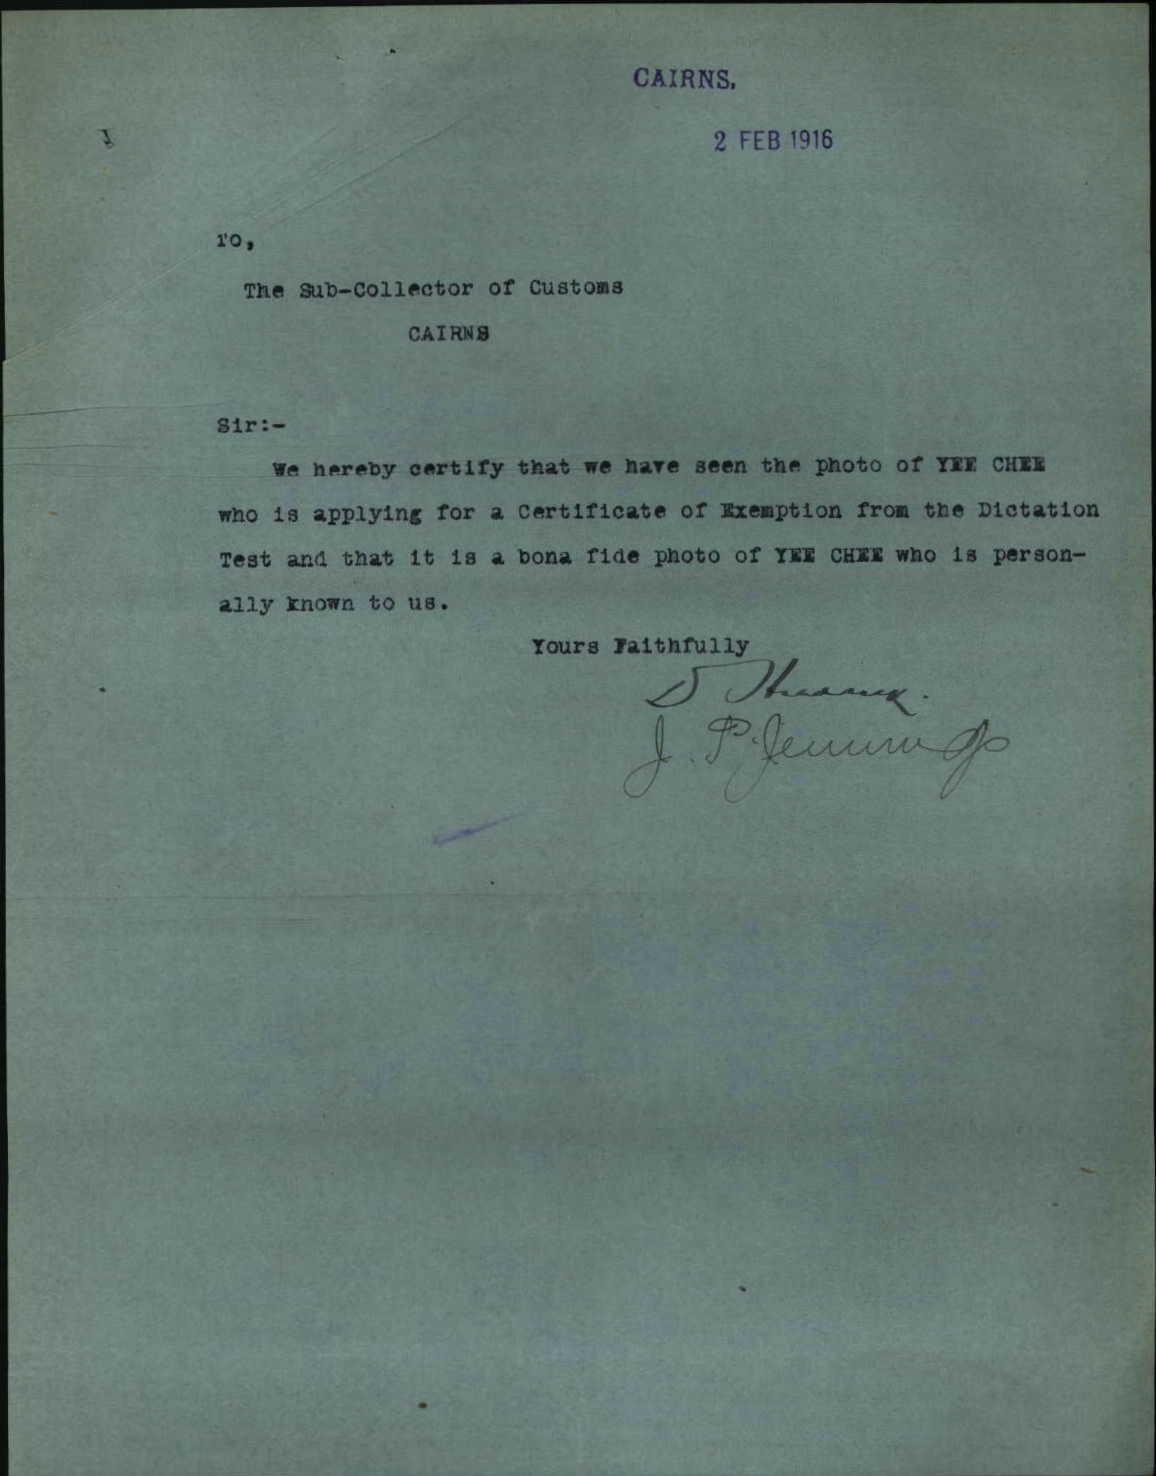 CAIRNS.
2 FEB 1916
To,
The Sub-Collector of Customs
CAIRNS
Sir:-
We hereby certify that we have seen the photo of YEE CHEE
who is applying for a Certificate of Exemption from the Dictation
Test and that it is a bona fide photo of YEE CHEE who is person-
ally known to us.
Yours Faithfully
J. P. Jennings